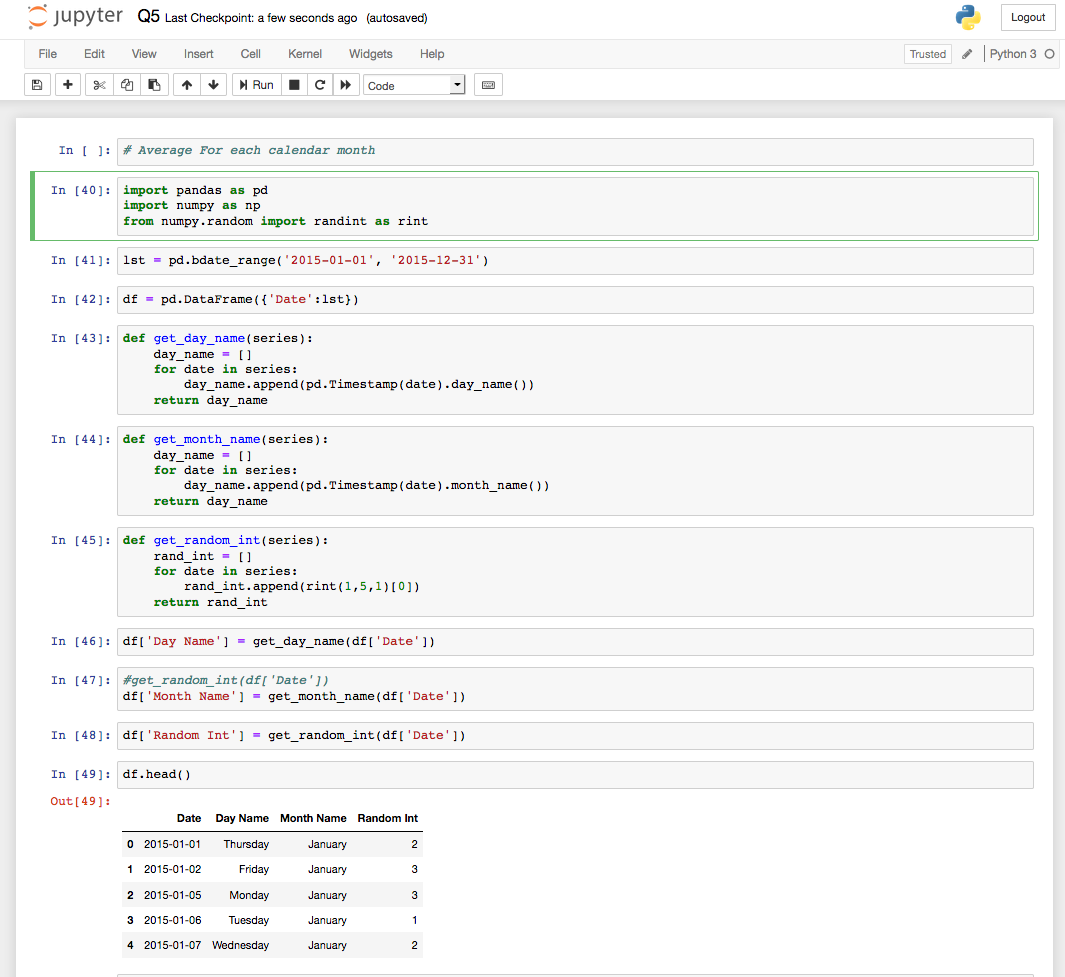 jupyter Q5 Last Checkpoint: a few seconds ago (autosaved)
Logout
File Edit View Insert Cell Kernel Widgets Help
Trusted Python 3
Run Code
In [ ]: # Average For each calendar month
In [40]: import pandas as pd
import numpy as np
from numpy.random import randint as rint
In [41]: lst = pd.bdate_range('2015-01-01', '2015-12-31')
In [42]: df = pd.DataFrame({'Date':lst})
In [43]: def get_day_name(series):
    day_name = []
    for date in series:
        day_name.append(pd.Timestamp(date).day_name())
    return day_name
In [44]: def get_month_name(series):
    day_name = []
    for date in series:
        day_name.append(pd.Timestamp(date).month_name())
    return day_name
In [45]: def get_random_int(series):
    rand_int = []
    for date in series:
        rand_int.append(rint(1,5,1)[0])
    return rand_int
In [46]: df['Day Name'] = get_day_name(df['Date'])
In [47]: #get_random_int(df['Date'])
df['Month Name'] = get_month_name(df['Date'])
In [48]: df['Random Int'] = get_random_int(df['Date'])
In [49]: df.head()
Out[49]:
Date Day Name Month Name Random Int
0 2015-01-01 Thursday January 2
1 2015-01-02 Friday January 3
2 2015-01-05 Monday January 3
3 2015-01-06 Tuesday January 1
4 2015-01-07 Wednesday January 2